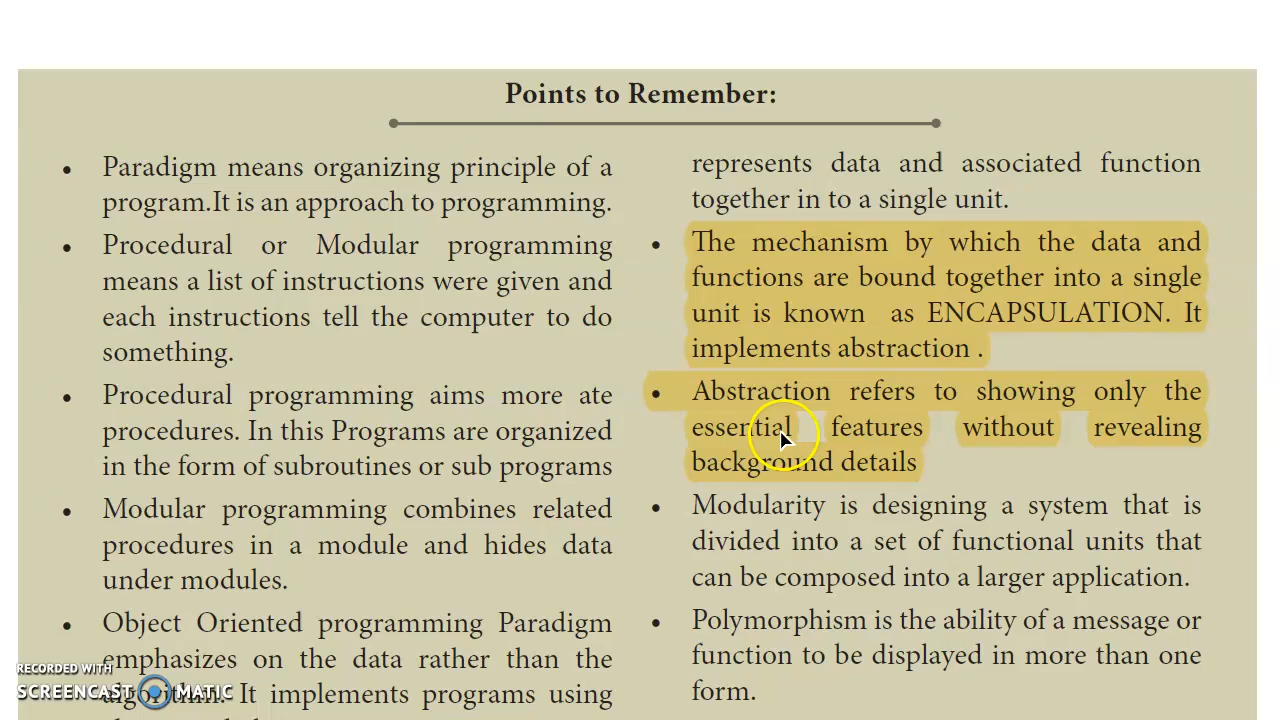 Points to Remember:
Paradigm means organizing principle of a
program.It is an approach to programming.
Procedural or Modular programming
means a list of instructions were given and
each instructions tell the computer to do
something.
Procedural programming aims more ate
procedures. In this Programs are organized
in the form of subroutines or sub programs
Modular programming combines related
procedures in a module and hides data
under modules.
Object Oriented programming Paradigm
emphasizes on the data rather than the
algorithm. It implements programs using
represents data and associated function
together in to a single unit.
The mechanism by which the data and
functions are bound together into a single
unit is known as ENCAPSULATION. It
implements abstraction .
Abstraction refers to showing only the
essential features without revealing
background details
Modularity is designing a system that is
divided into a set of functional units that
can be composed into a larger application.
Polymorphism is the ability of a message or
function to be displayed in more than one
form.
RECORDED WITH
SCREENCAST MATIC